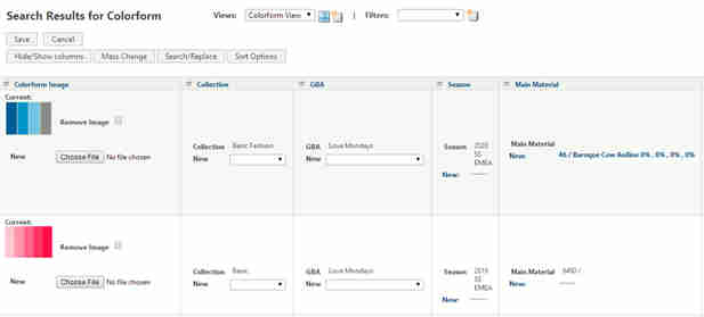 Search Results for Colorform
Views: Colorform View | Filters:
Save Cancel
Hide/Show columns Mass Change Search/Replace Sort Options
Colorform Image Collective GBA Season Main Material
Current:
Remove Image
Collection Basic Fashion GBA Love Mondays Season 2020 SS EMEA Main Material
New Choose File No file chosen New New New: New: 46 / Baroque Cow 0% , 0% , 0% , 0%
Current:
Remove Image
Collection Basic GBA Love Mondays Season 2019 SS EMEA Main Material
New Choose File No file chosen New New New: New: